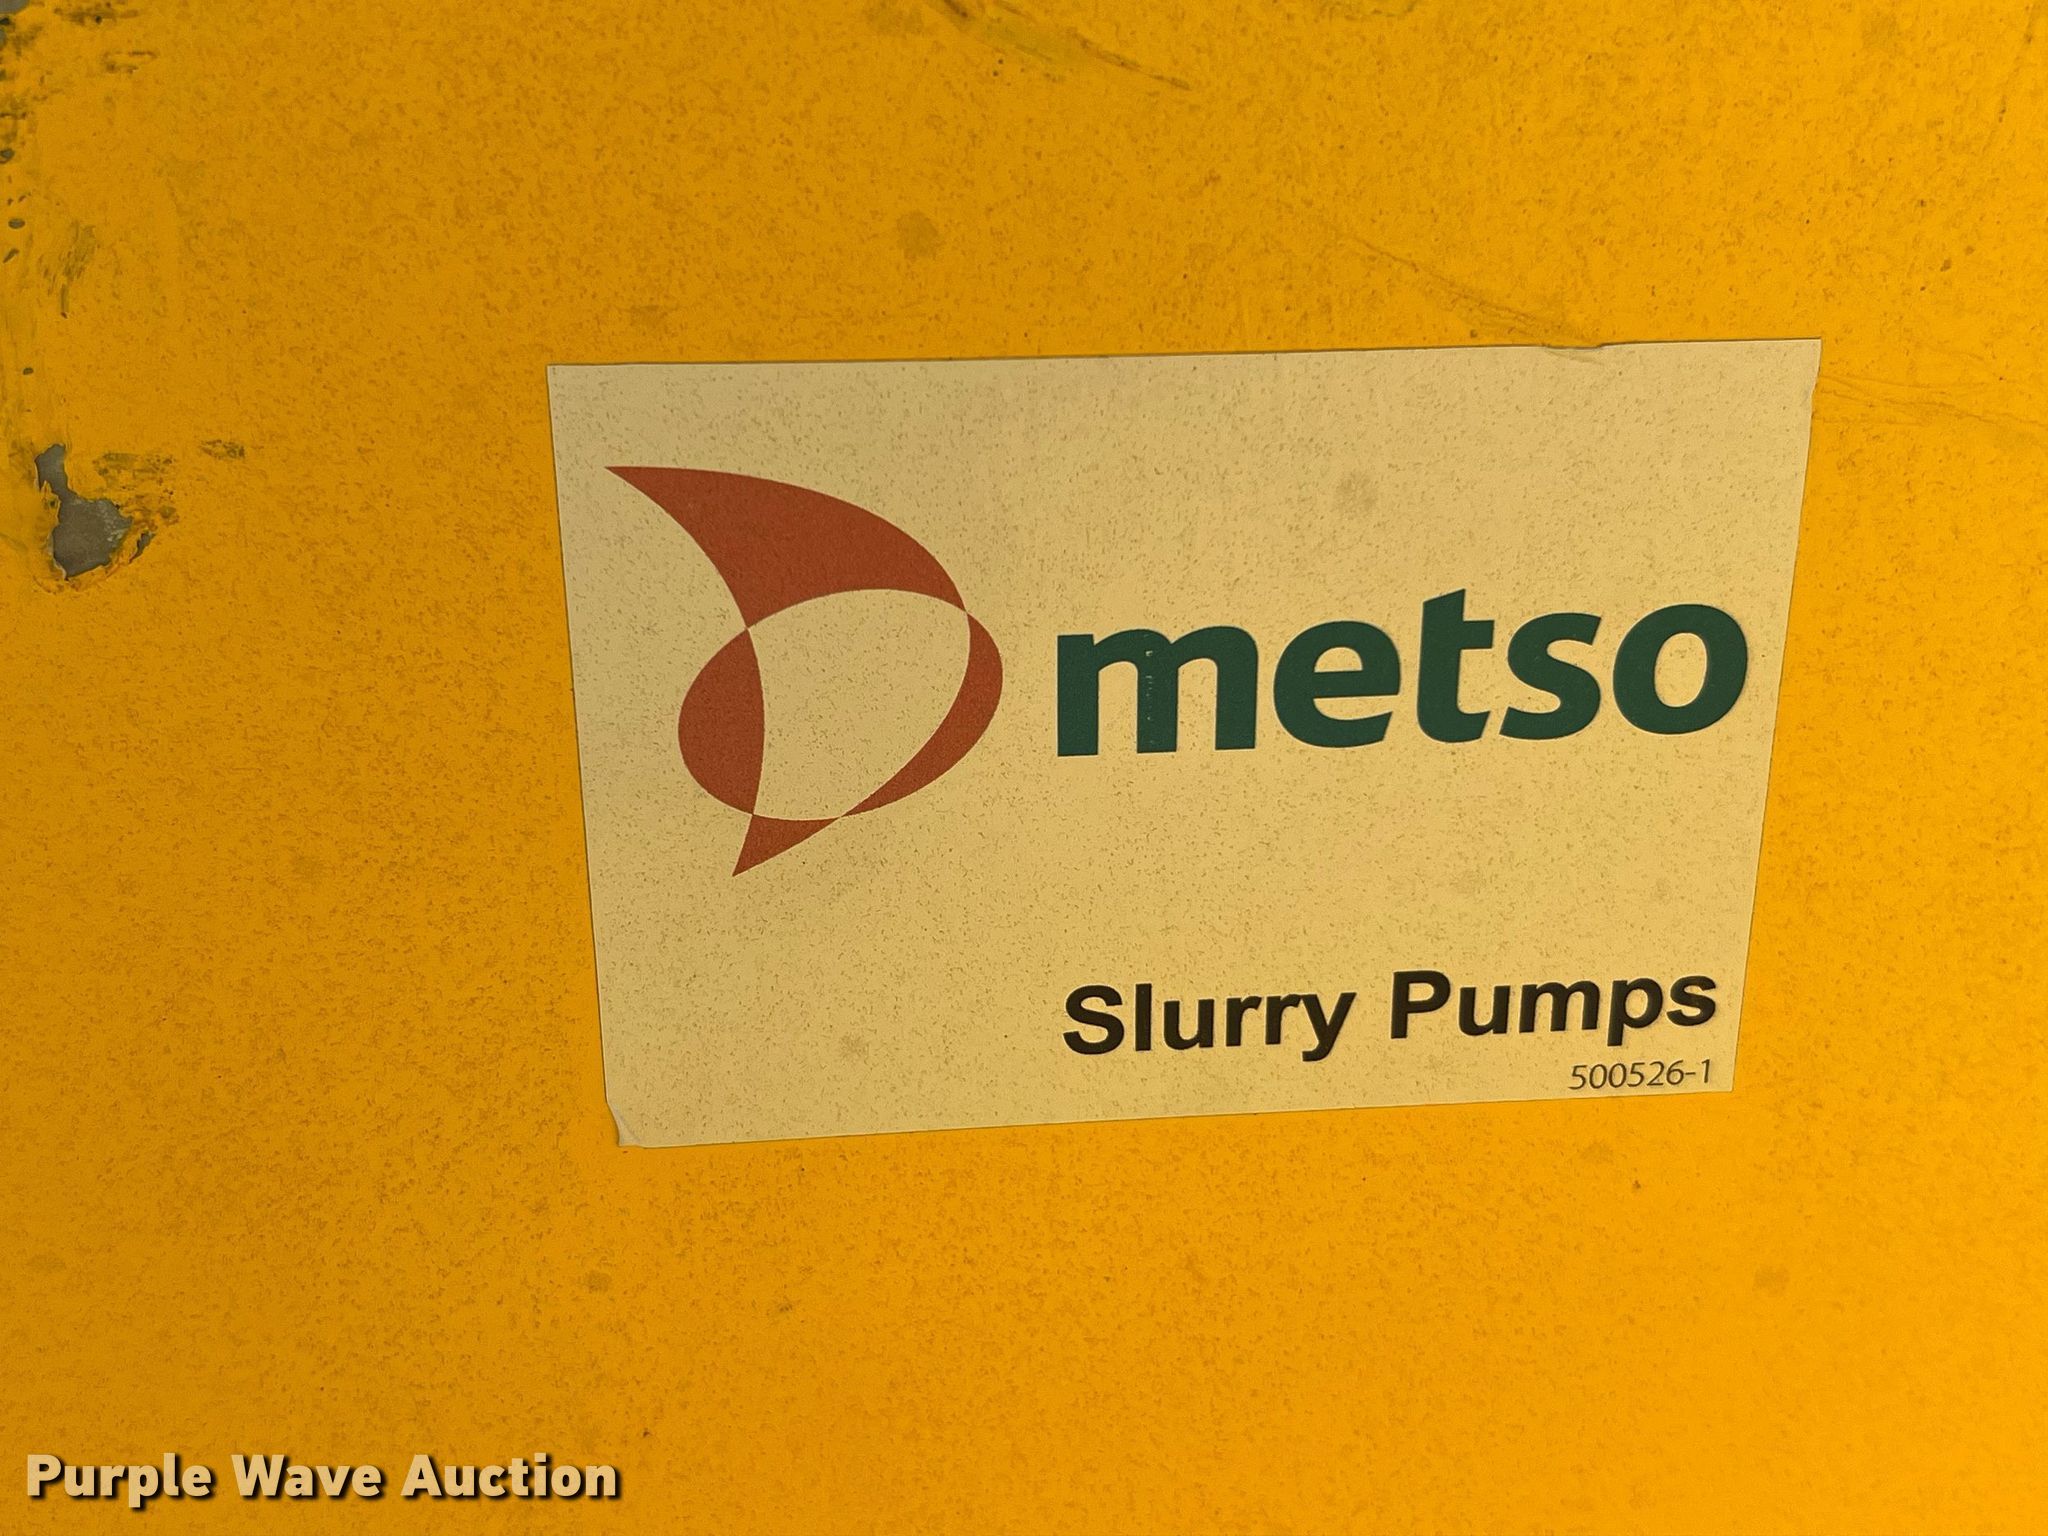 metso
Slurry Pumps
500526-1
Purple Wave Auction